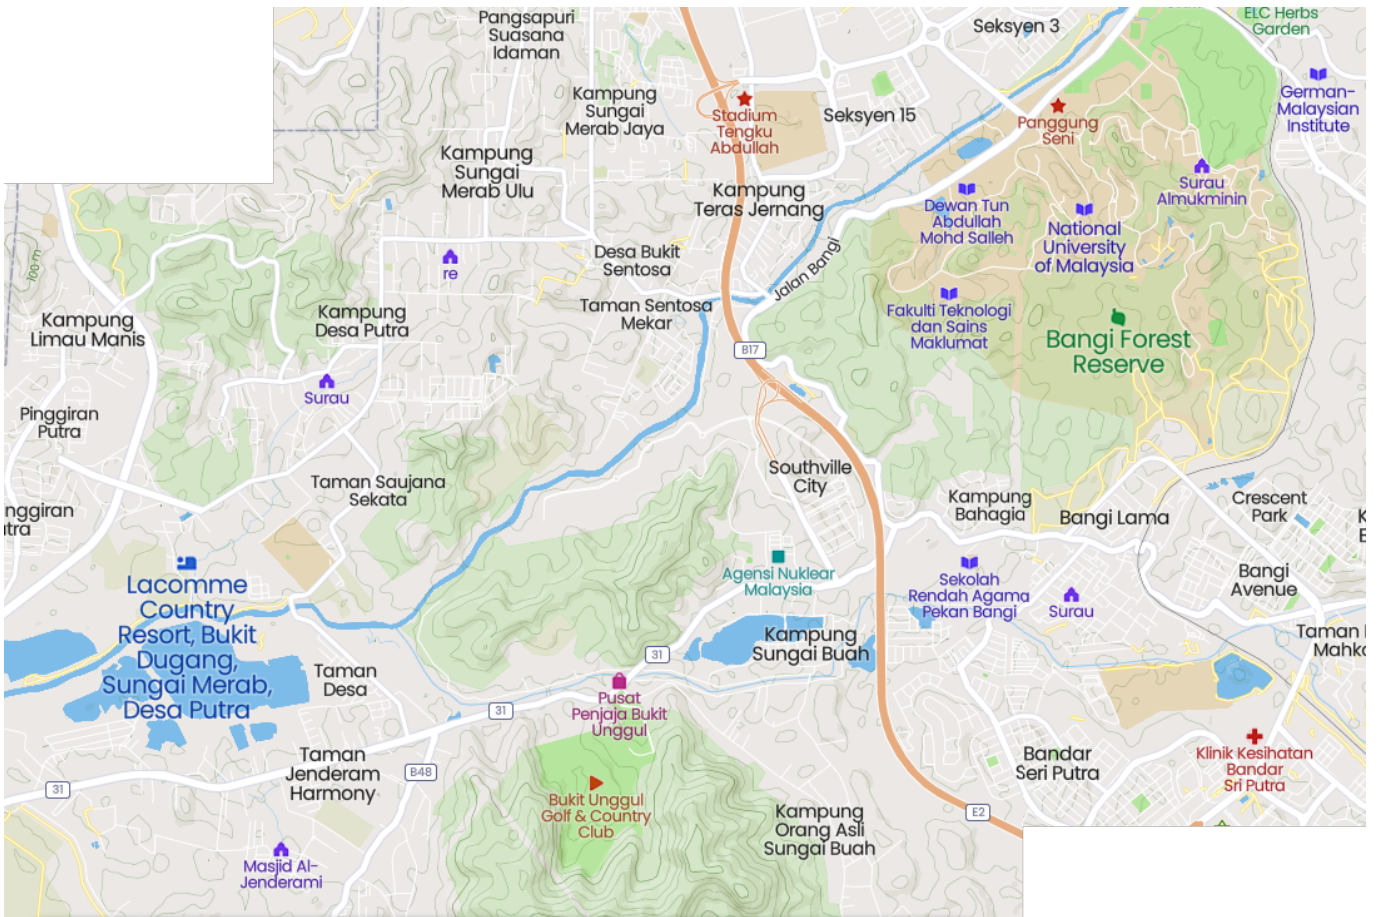 Pangsapuri
Suasana
Idaman
Seksyen 3
ELC Herbs
Garden
German-
Malaysian
Institute
Kampung
Sungai
Merab Jaya
Stadium
Tengku
Abdullah
Seksyen 15
Panggung
Seni
Kampung
Sungai
Merab Ulu
Kampung
Teras Jernang
Dewan Tun
Abdullah
Mohd Salleh
Surau
Almukminin
National
University
of Malaysia
Desa Bukit
Sentosa
re
100 m
Jalan Bangi
Kampung
Limau Manis
Kampung
Desa Putra
Taman Sentosa
Mekar
Fakulti Teknologi
dan Sains
Maklumat
Bangi Forest
Reserve
B17
Surau
Pinggiran
Putra
Southville
City
Taman Saujana
Sekata
nggiran
tra
Kampung
Bahagia
Bangi Lama
Crescent
Park
K
E
Agensi Nuklear
Malaysia
Sekolah
Rendah Agama
Pekan Bangi
Surau
Bangi
Avenue
Lacomme
Country
Resort, Bukit
Dugang,
Sungai Merab,
Desa Putra
Kampung
Sungai Buah
Taman
Mahko
31
Taman
Desa
Pusat
Penjaja Bukit
Unggul
31
Taman
Jenderam
Harmony
B48
31
Bandar
Seri Putra
Klinik Kesihatan
Bandar
Sri Putra
Bukit Unggul
Golf & Country
Club
Kampung
Orang Asli
Sungai Buah
E2
Masjid Al-
Jenderami